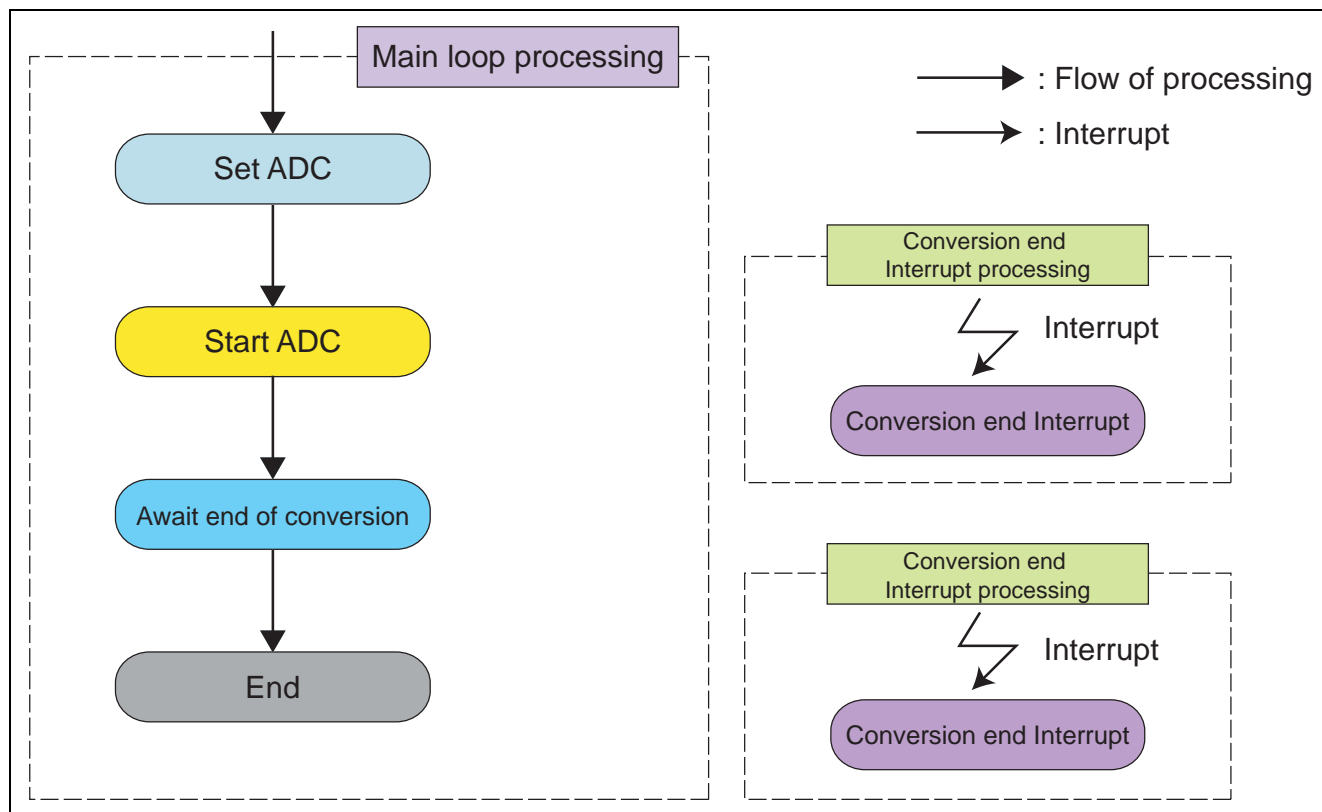 Main loop processing
Set ADC
Start ADC
Await end of conversion
End
: Flow of processing
: Interrupt
Conversion end
Interrupt processing
Interrupt
Conversion end Interrupt
Conversion end
Interrupt processing
Interrupt
Conversion end Interrupt